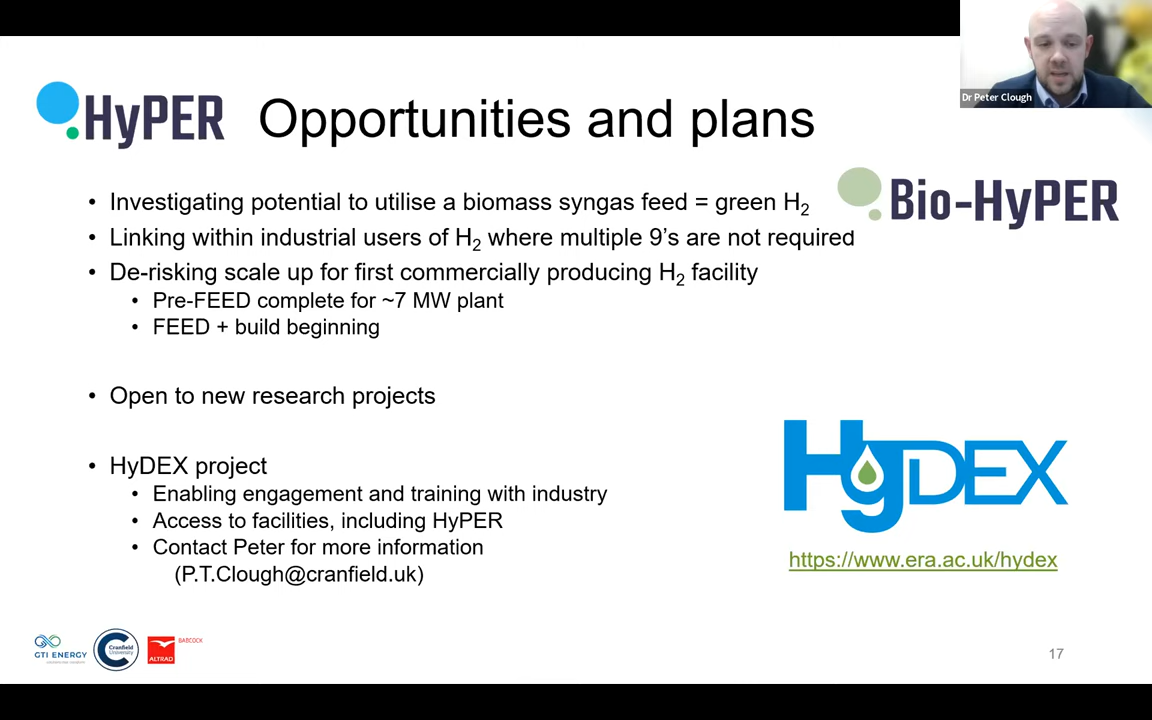 Dr Peter Clough
HyPER
Opportunities and plans
Bio-HyPER
• Investigating potential to utilise a biomass syngas feed = green H₂
• Linking within industrial users of H₂ where multiple 9’s are not required
• De-risking scale up for first commercially producing H₂ facility
• Pre-FEED complete for ~7 MW plant
• FEED + build beginning
• Open to new research projects
• HyDEX project
• Enabling engagement and training with industry
• Access to facilities, including HyPER
• Contact Peter for more information
(P.T.Clough@cranfield.uk)
HyDEX
https://www.era.ac.uk/hydex
GTI ENERGY
Cranfield
University
ALTRAD
BABCOCK
17